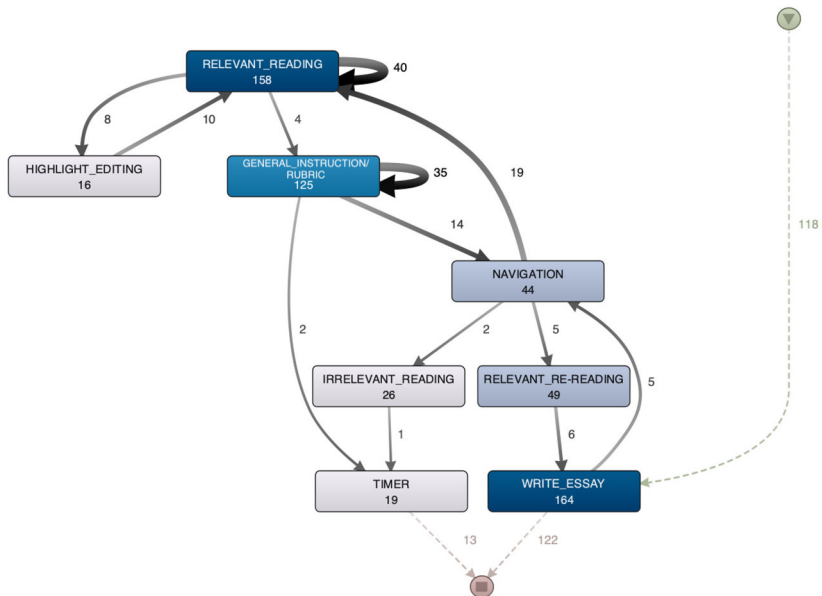 118
RELEVANT_READING
158
40
8
10
4
HIGHLIGHT_EDITING
16
GENERAL_INSTRUCTION/
RUBRIC
125
35
19
14
NAVIGATION
44
2
2
5
5
IRRELEVANT_READING
26
RELEVANT_RE-READING
49
1
6
TIMER
19
WRITE_ESSAY
164
13
122